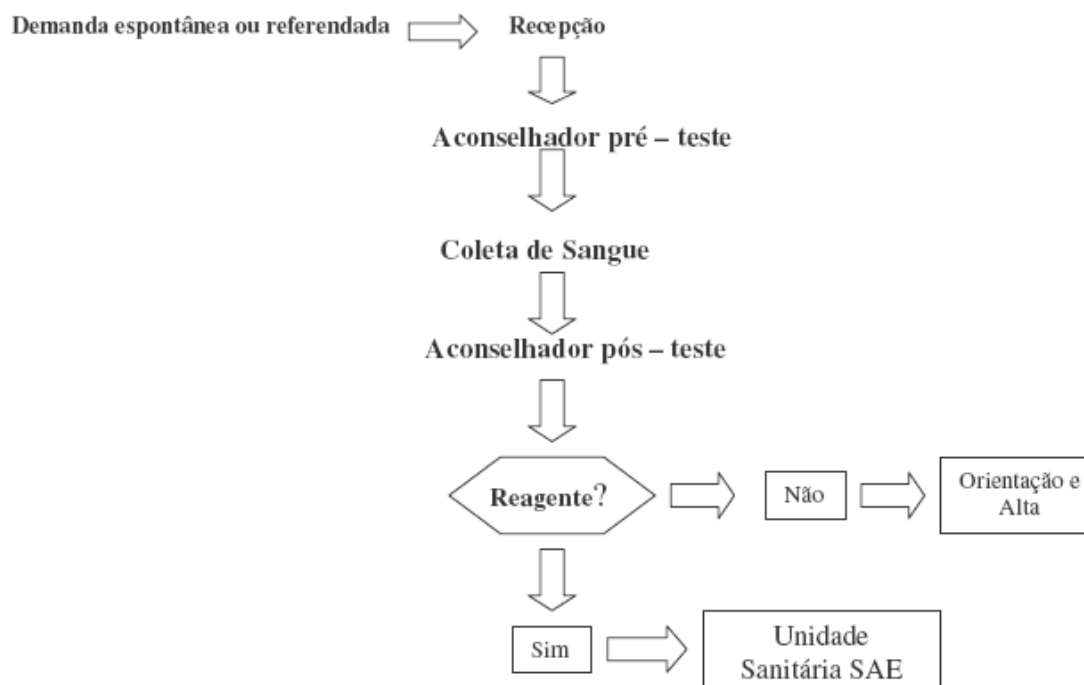 Demanda espontânea ou referendada
Recepção
Aconselhador pré – teste
Coleta de Sangue
Aconselhador pós – teste
Reagente?
Não
Orientação e
Alta
Sim
Unidade
Sanitária SAE